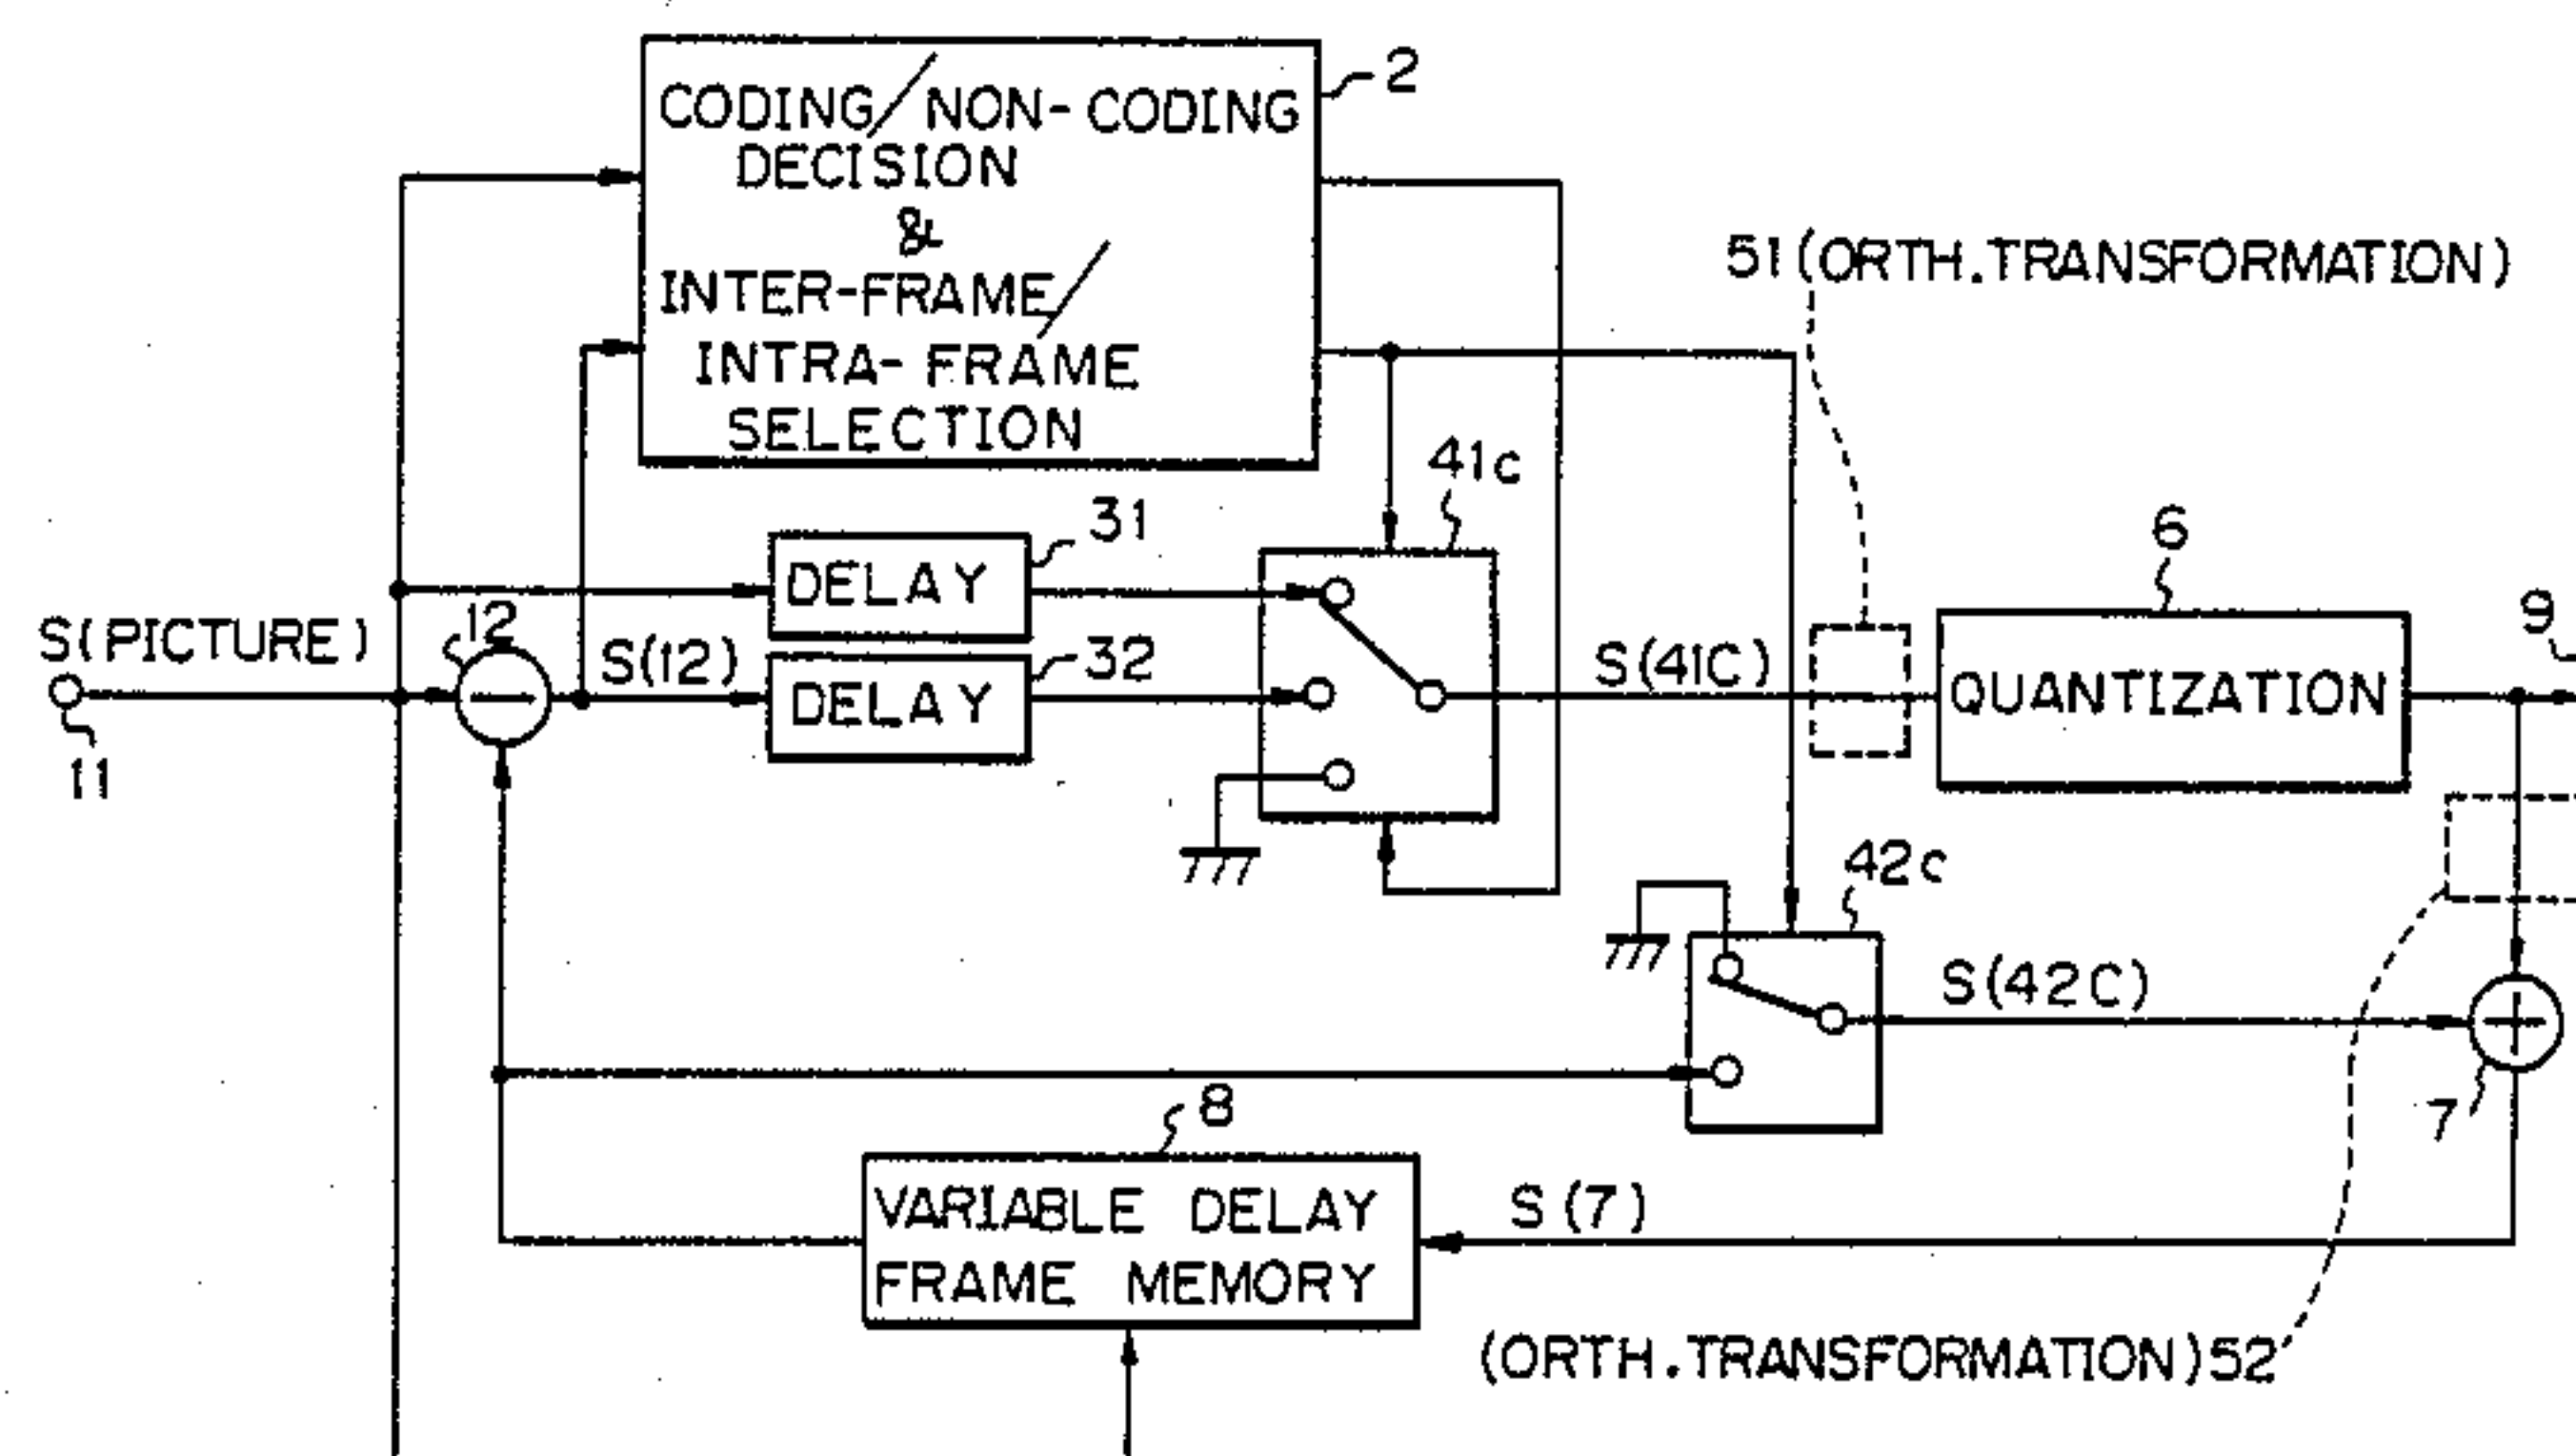 2
CODING/NON-CODING
DECISION
&
INTER-FRAME/
INTRA-FRAME
SELECTION
51(ORTH.TRANSFORMATION)
41c
31
DELAY
6
9
S(PICTURE)
12
S(12)
32
DELAY
S(41C)
QUANTIZATION
11
42c
S(42C)
7
8
VARIABLE DELAY
FRAME MEMORY
S(7)
(ORTH.TRANSFORMATION)52